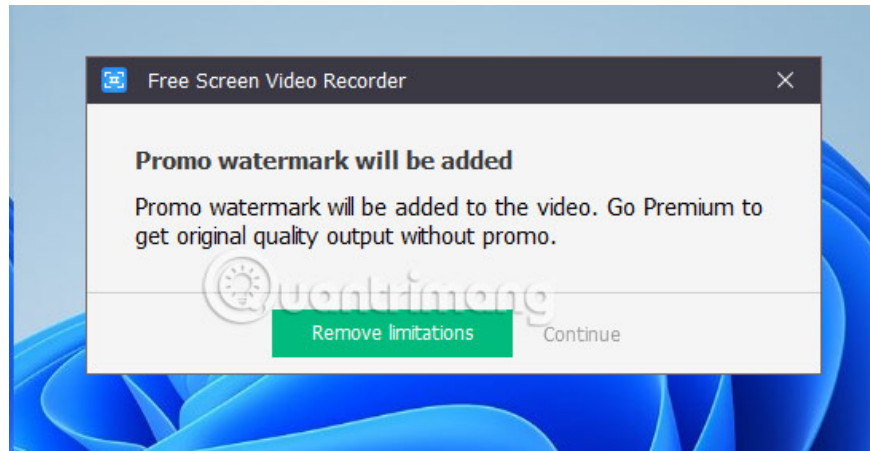 Free Screen Video Recorder
Promo watermark will be added
Promo watermark will be added to the video. Go Premium to
get original quality output without promo.
Quantrimang
Remove limitations Continue